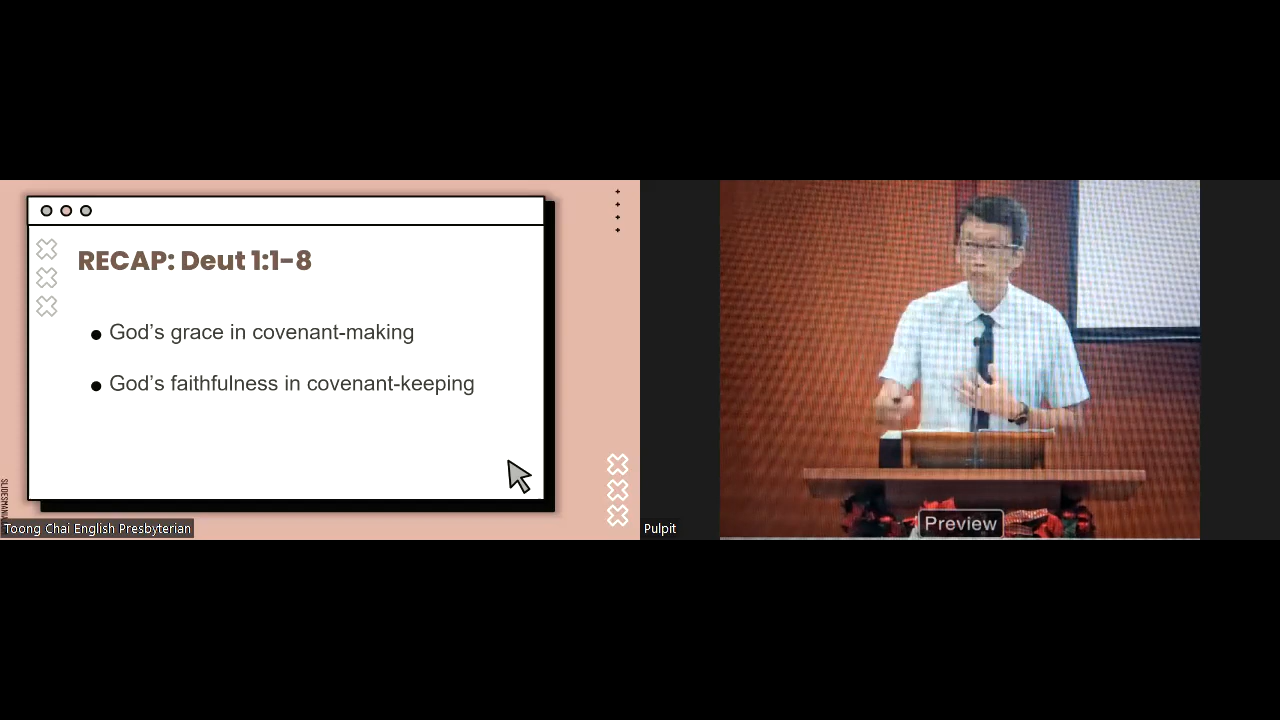 RECAP: Deut 1:1-8
God's grace in covenant-making
God's faithfulness in covenant-keeping
Toong Chai English Presbyterian
Pulpit
Preview